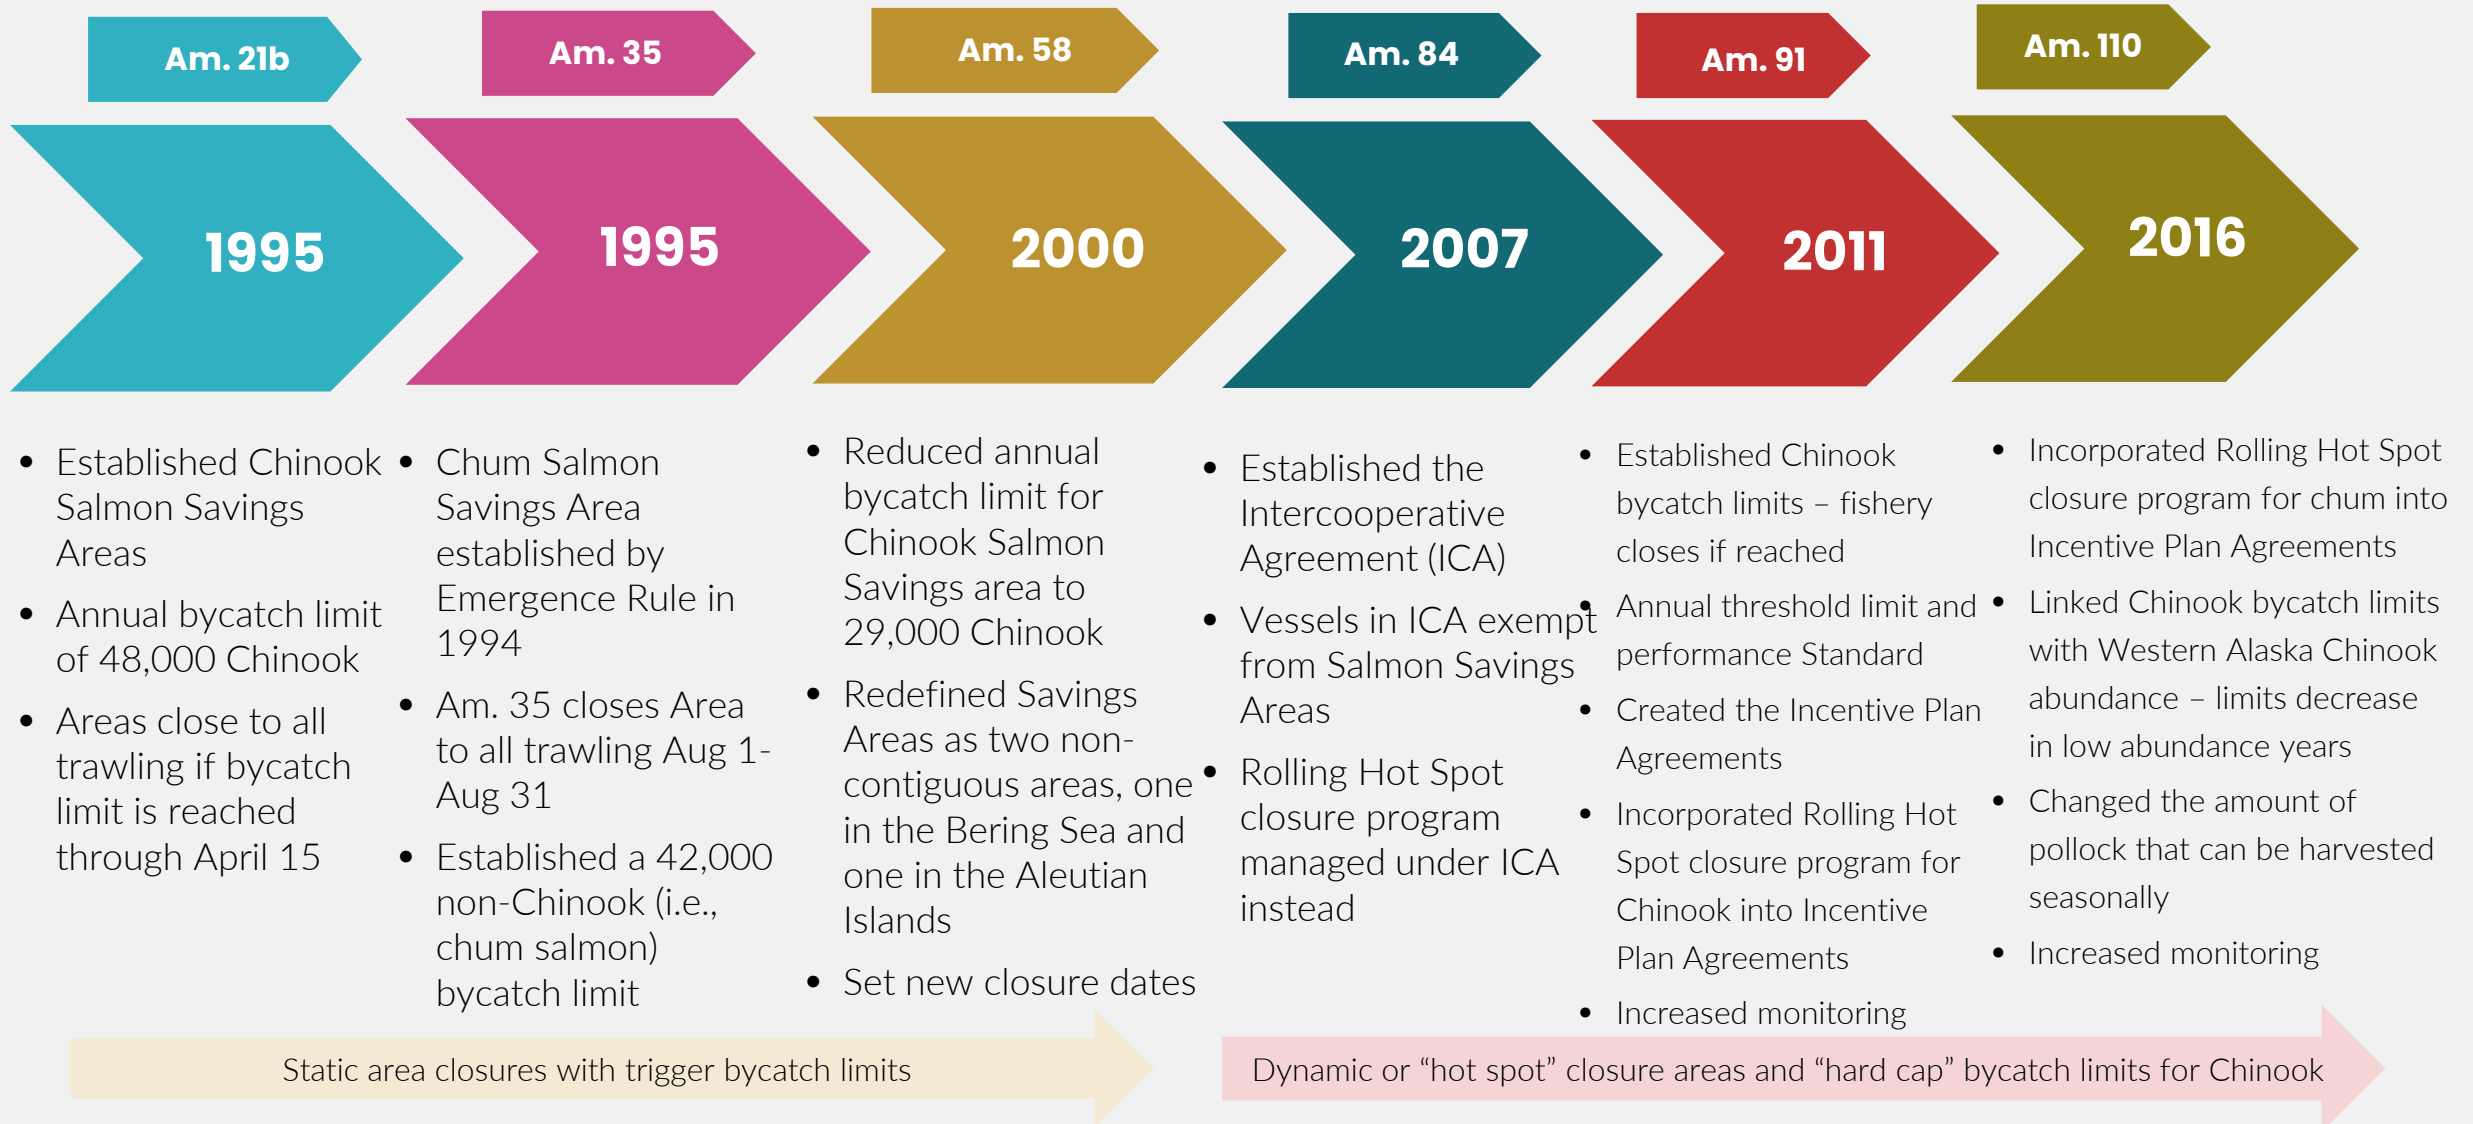 Am. 21b
Am. 35
Am. 58
Am. 84
Am. 91
Am. 110
1995
1995
2000
2007
2011
2016
• Established Chinook
Salmon Savings
Areas
• Annual bycatch limit
of 48,000 Chinook
• Areas close to all
trawling if bycatch
limit is reached
through April 15
• Chum Salmon
Savings Area
established by
Emergence Rule in
1994
• Am. 35 closes Area
to all trawling Aug 1-
Aug 31
• Established a 42,000
non-Chinook (i.e.,
chum salmon)
bycatch limit
• Reduced annual
bycatch limit for
Chinook Salmon
Savings area to
29,000 Chinook
• Redefined Savings
Areas as two non-
contiguous areas, one
in the Bering Sea and
one in the Aleutian
Islands
• Set new closure dates
• Established the
Intercooperative
Agreement (ICA)
• Vessels in ICA exempt
from Salmon Savings
Areas
• Rolling Hot Spot
closure program
managed under ICA
instead
• Established Chinook
bycatch limits – fishery
closes if reached
• Annual threshold limit and
performance Standard
• Created the Incentive Plan
Agreements
• Incorporated Rolling Hot
Spot closure program for
Chinook into Incentive
Plan Agreements
• Increased monitoring
• Incorporated Rolling Hot Spot
closure program for chum into
Incentive Plan Agreements
• Linked Chinook bycatch limits
with Western Alaska Chinook
abundance – limits decrease
in low abundance years
• Changed the amount of
pollock that can be harvested
seasonally
• Increased monitoring
Static area closures with trigger bycatch limits
Dynamic or “hot spot” closure areas and “hard cap” bycatch limits for Chinook